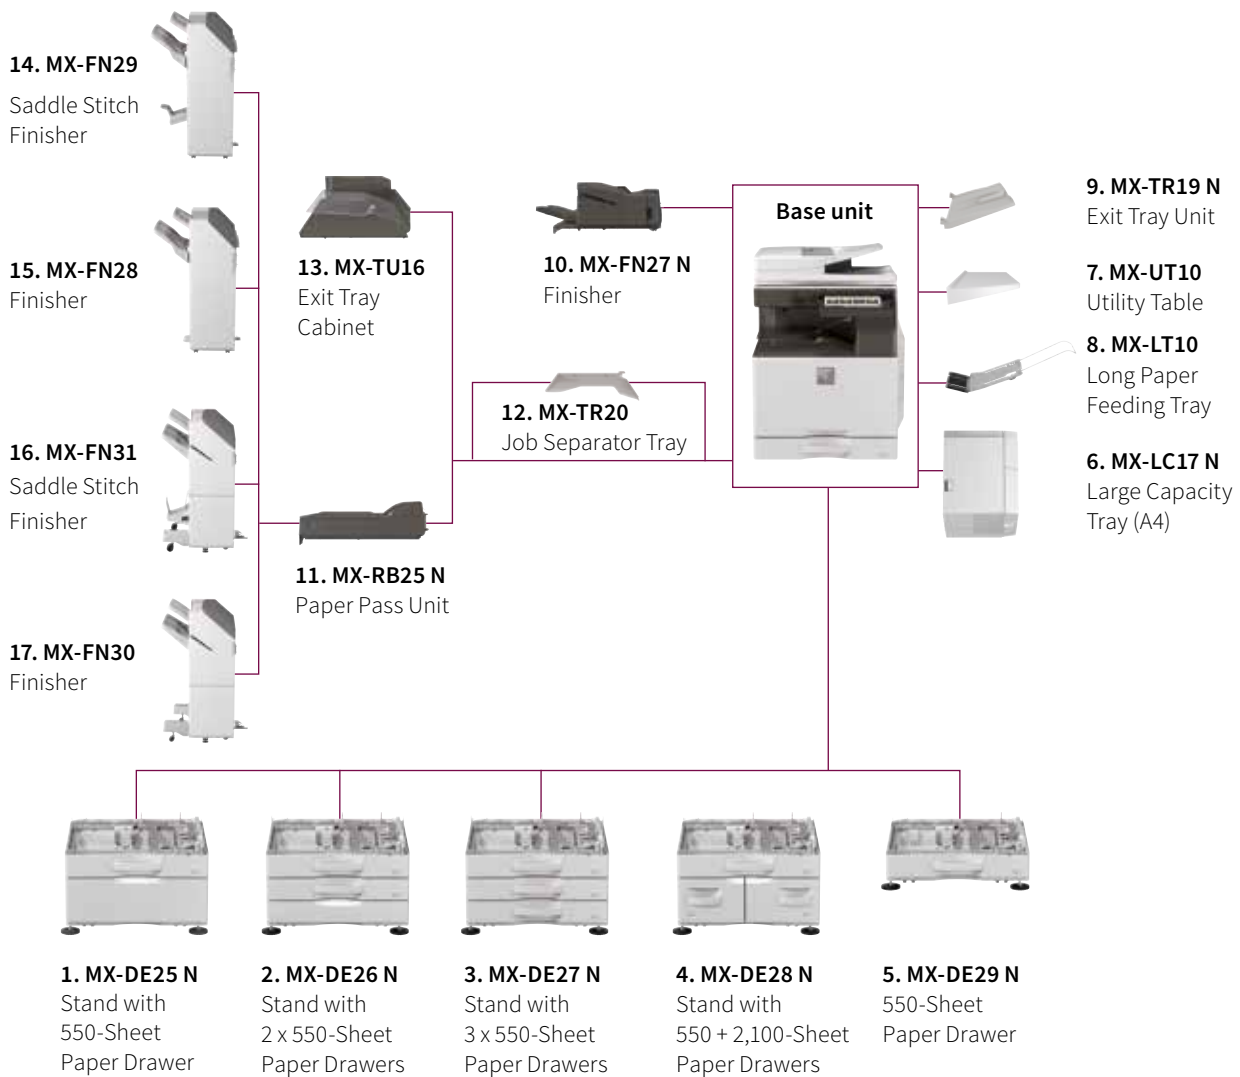 14. MX-FN29
Saddle Stitch
Finisher
15. MX-FN28
Finisher
16. MX-FN31
Saddle Stitch
Finisher
17. MX-FN30
Finisher
13. MX-TU16
Exit Tray
Cabinet
11. MX-RB25 N
Paper Pass Unit
10. MX-FN27 N
Finisher
12. MX-TR20
Job Separator Tray
Base unit
9. MX-TR19 N
Exit Tray Unit
7. MX-UT10
Utility Table
8. MX-LT10
Long Paper
Feeding Tray
6. MX-LC17 N
Large Capacity
Tray (A4)
1. MX-DE25 N
Stand with
550-Sheet
Paper Drawer
2. MX-DE26 N
Stand with
2 x 550-Sheet
Paper Drawers
3. MX-DE27 N
Stand with
3 x 550-Sheet
Paper Drawers
4. MX-DE28 N
Stand with
550 + 2,100-Sheet
Paper Drawers
5. MX-DE29 N
550-Sheet
Paper Drawer